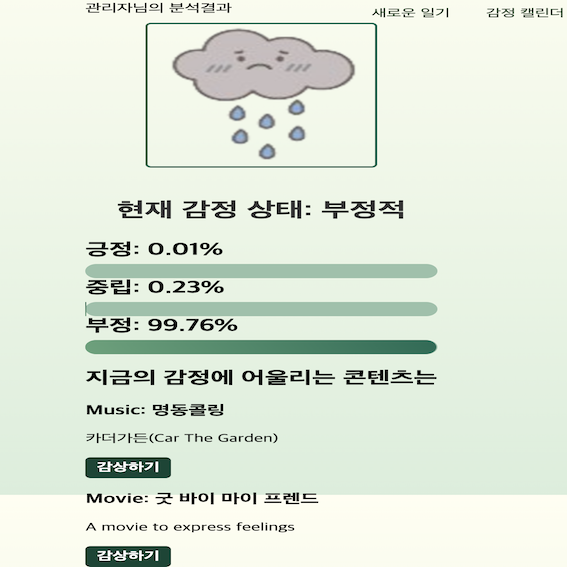 관리자님의 분석결과
새로운 일기 감정 캘린더
현재 감정 상태: 부정적
긍정: 0.01%
중립: 0.23%
부정: 99.76%
지금의 감정에 어울리는 콘텐츠는
Music: 명동콜링
카더가든(Car The Garden)
감상하기
Movie: 굿 바이 마이 프렌드
A movie to express feelings
감상하기